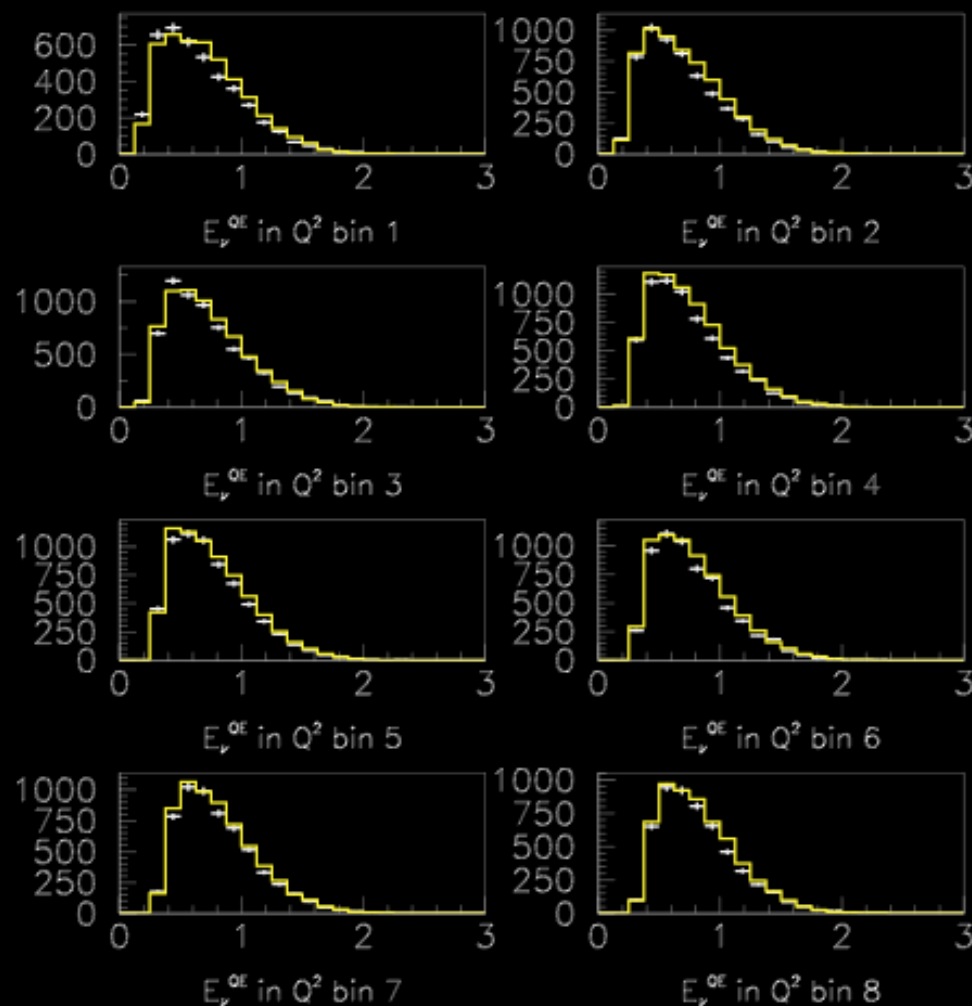 600
400
200
0
0 1 2 3
E_ν^QE in Q² bin 1
1000
750
500
250
0
0 1 2 3
E_ν^QE in Q² bin 2
1000
500
0
0 1 2 3
E_ν^QE in Q² bin 3
1000
750
500
250
0
0 1 2 3
E_ν^QE in Q² bin 4
1000
750
500
250
0
0 1 2 3
E_ν^QE in Q² bin 5
1000
750
500
250
0
0 1 2 3
E_ν^QE in Q² bin 6
1000
750
500
250
0
0 1 2 3
E_ν^QE in Q² bin 7
1000
750
500
250
0
0 1 2 3
E_ν^QE in Q² bin 8